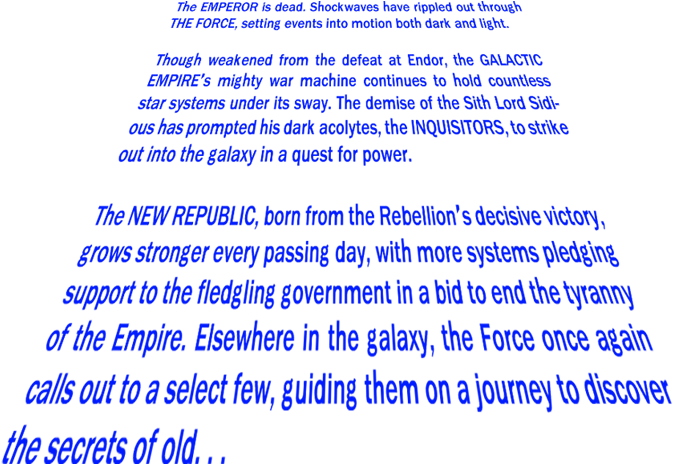 The EMPEROR is dead. Shockwaves have rippled out through
THE FORCE, setting events into motion both dark and light.
Though weakened from the defeat at Endor, the GALACTIC
EMPIRE's mighty war machine continues to hold countless
star systems under its sway. The demise of the Sith Lord Sidi-
ous has prompted his dark acolytes, the INQUISITORS, to strike
out into the galaxy in a quest for power.
The NEW REPUBLIC, born from the Rebellion's decisive victory,
grows stronger every passing day, with more systems pledging
support to the fledgling government in a bid to end the tyranny
of the Empire. Elsewhere in the galaxy, the Force once again
calls out to a select few, guiding them on a journey to discover
the secrets of old. . .